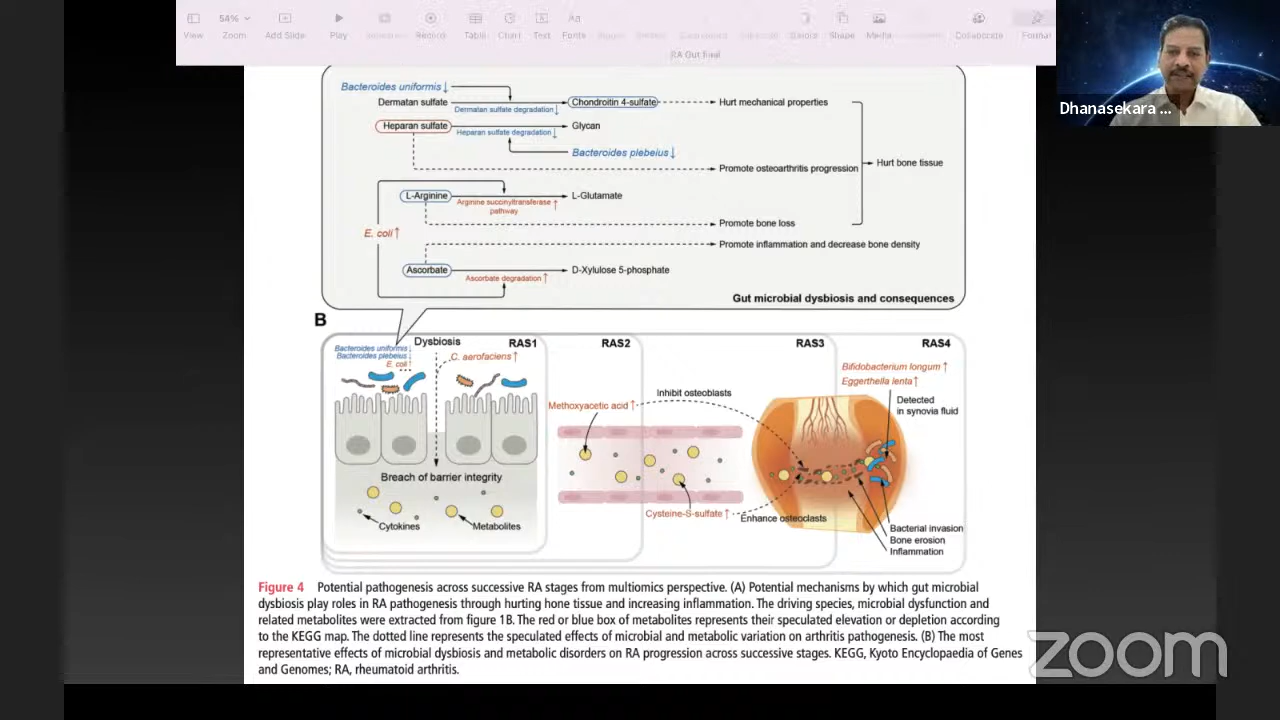 54%
View
Zoom
Add Slide
Play
Record
Table
Chart
Text
Fonts
Shape
Media
Collaborate
Format
RA Gut final
Dhanasekara ...
Bacteroides uniformis ↓
Dermatan sulfate
Dermatan sulfate degradation ↓
Chondroitin 4-sulfate
Hurt mechanical properties
Heparan sulfate
Heparan sulfate degradation ↓
Glycan
Bacteroides plebeius ↓
Promote osteoarthritis progression
Hurt bone tissue
L-Arginine
Arginine succinyltransferase ↑
pathway
L-Glutamate
Promote bone loss
E. coli ↑
Promote inflammation and decrease bone density
Ascorbate
Ascorbate degradation ↑
D-Xylulose 5-phosphate
Gut microbial dysbiosis and consequences
B
Bacteroides uniformis ↓
Bacteroides plebeius ↓
E. coli ↑
...
Dysbiosis
C. aerofaciens ↑
RAS1
RAS2
RAS3
RAS4
Bifidobacterium longum ↑
Eggerthella lenta ↑
Detected
in synovia fluid
Methoxyacetic acid ↑
Inhibit osteoblasts
Breach of barrier integrity
Cytokines
Metabolites
Cysteine-S-sulfate ↑
Enhance osteoclasts
Bacterial invasion
Bone erosion
Inflammation
Figure 4 Potential pathogenesis across successive RA stages from multiomics perspective. (A) Potential mechanisms by which gut microbial
dysbiosis play roles in RA pathogenesis through hurting bone tissue and increasing inflammation. The driving species, microbial dysfunction and
related metabolites were extracted from figure 1B. The red or blue box of metabolites represents their speculated elevation or depletion according
to the KEGG map. The dotted line represents the speculated effects of microbial and metabolic variation on arthritis pathogenesis. (B) The most
representative effects of microbial dysbiosis and metabolic disorders on RA progression across successive stages. KEGG, Kyoto Encyclopaedia of Genes
and Genomes; RA, rheumatoid arthritis.
zoom